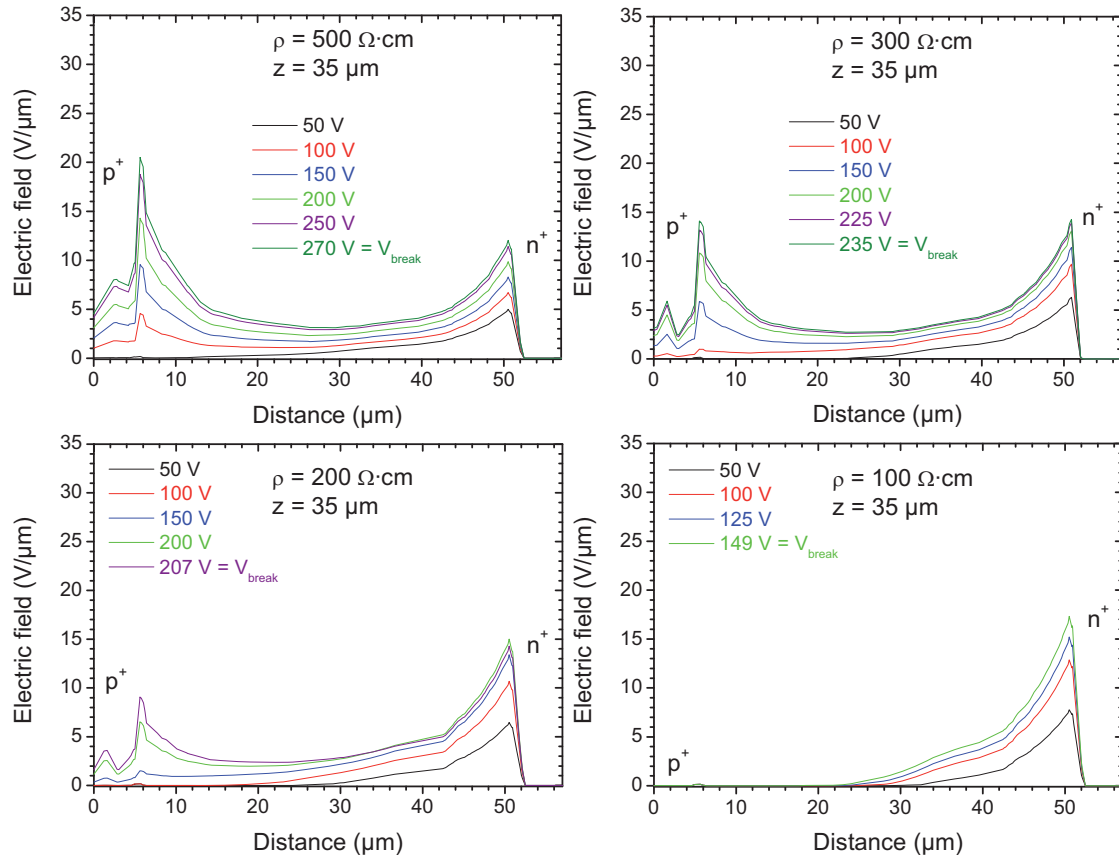 ρ = 500 Ω·cm
z = 35 µm
50 V
100 V
150 V
200 V
250 V
270 V = V_break
p+
n+
35
30
25
20
15
10
5
0
0 10 20 30 40 50
Electric field (V/µm)
Distance (µm)
ρ = 300 Ω·cm
z = 35 µm
50 V
100 V
150 V
200 V
225 V
235 V = V_break
p+
n+
35
30
25
20
15
10
5
0
0 10 20 30 40 50
Electric field (V/µm)
Distance (µm)
ρ = 200 Ω·cm
z = 35 µm
50 V
100 V
150 V
200 V
207 V = V_break
p+
n+
35
30
25
20
15
10
5
0
0 10 20 30 40 50
Electric field (V/µm)
Distance (µm)
ρ = 100 Ω·cm
z = 35 µm
50 V
100 V
125 V
149 V = V_break
p+
n+
35
30
25
20
15
10
5
0
0 10 20 30 40 50
Electric field (V/µm)
Distance (µm)